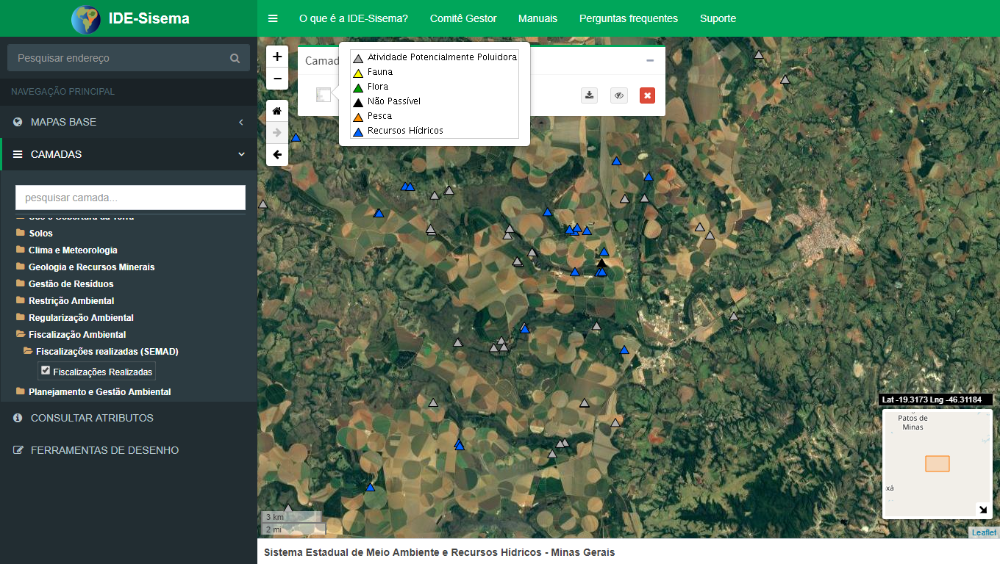 IDE-Sisema
O que é a IDE-Sisema?
Comitê Gestor
Manuais
Perguntas frequentes
Suporte
Pesquisar endereço
NAVEGAÇÃO PRINCIPAL
MAPAS BASE
CAMADAS
pesquisar camada...
Uso e Cobertura da Terra
Solos
Clima e Meteorologia
Geologia e Recursos Minerais
Gestão de Resíduos
Restrição Ambiental
Regularização Ambiental
Fiscalização Ambiental
Fiscalizações realizadas (SEMAD)
Fiscalizações Realizadas
Planejamento e Gestão Ambiental
CONSULTAR ATRIBUTOS
FERRAMENTAS DE DESENHO
+
−
Camad
Atividade Potencialmente Poluidora
Fauna
Flora
Não Passível
Pesca
Recursos Hídricos
Lat -19.3173 Lng -46.31184
Patos de
Minas
xá
3 km
2 mi
Leaflet
Sistema Estadual de Meio Ambiente e Recursos Hídricos - Minas Gerais